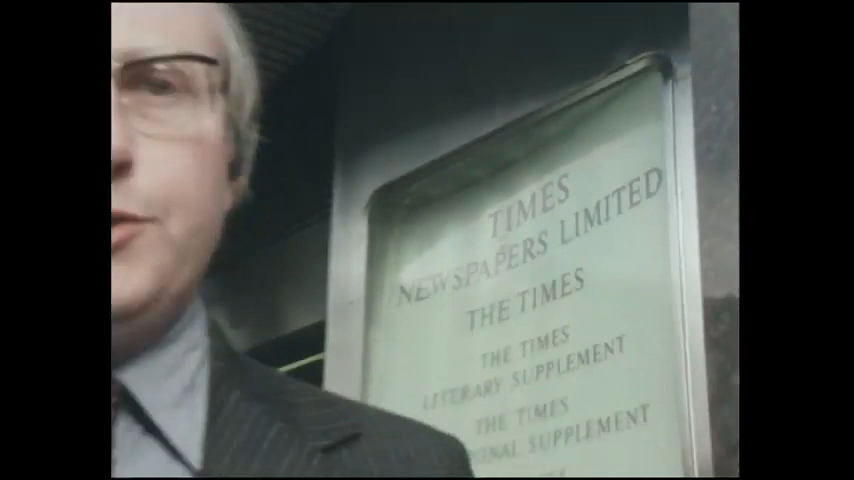 TIMES
NEWSPAPERS LIMITED
THE TIMES
THE TIMES
LITERARY SUPPLEMENT
THE TIMES
SUPPLEMENT